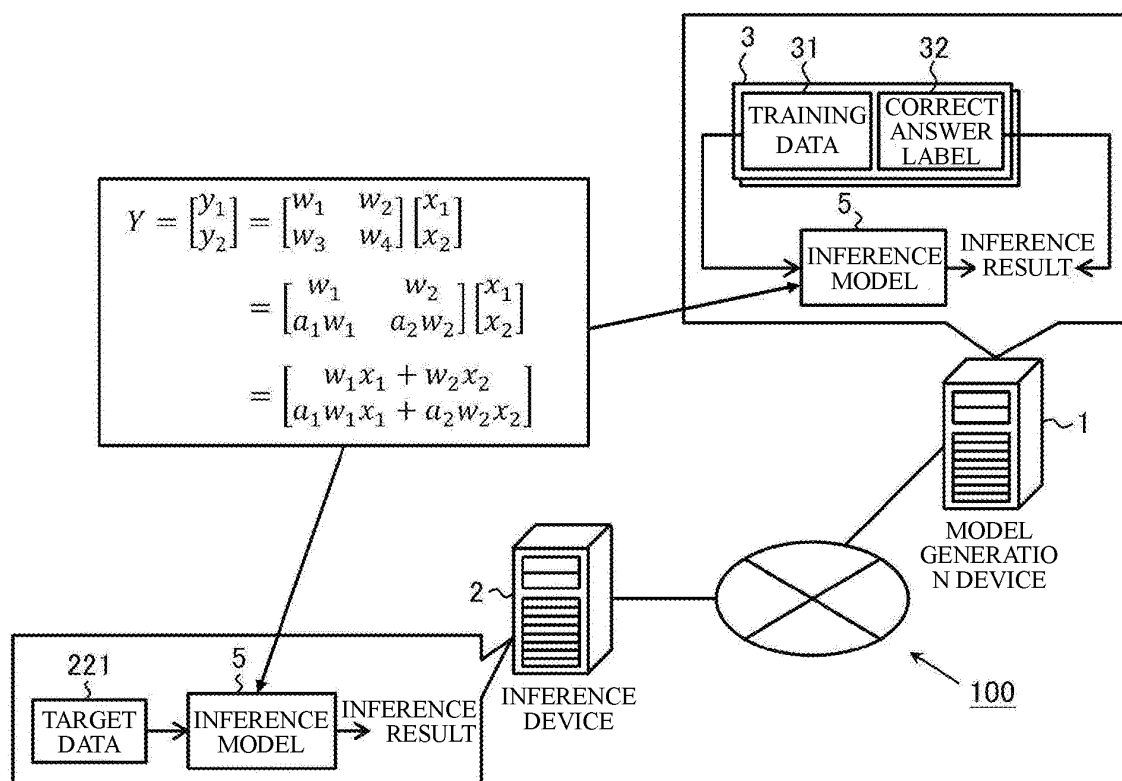 31
32
3
TRAINING
DATA
CORRECT
ANSWER
LABEL
5
INFERENCE
MODEL
INFERENCE
RESULT
Y = [y₁ y₂] = [w₁ w₂ w₃ w₄] [x₁ x₂]
= [w₁ w₂ a₁w₁ a₂w₂] [x₁ x₂]
= [w₁x₁ + w₂x₂ a₁w₁x₁ + a₂w₂x₂]
1
MODEL
GENERATIO
N DEVICE
2
INFERENCE
DEVICE
100
221
TARGET
DATA
5
INFERENCE
MODEL
INFERENCE
RESULT